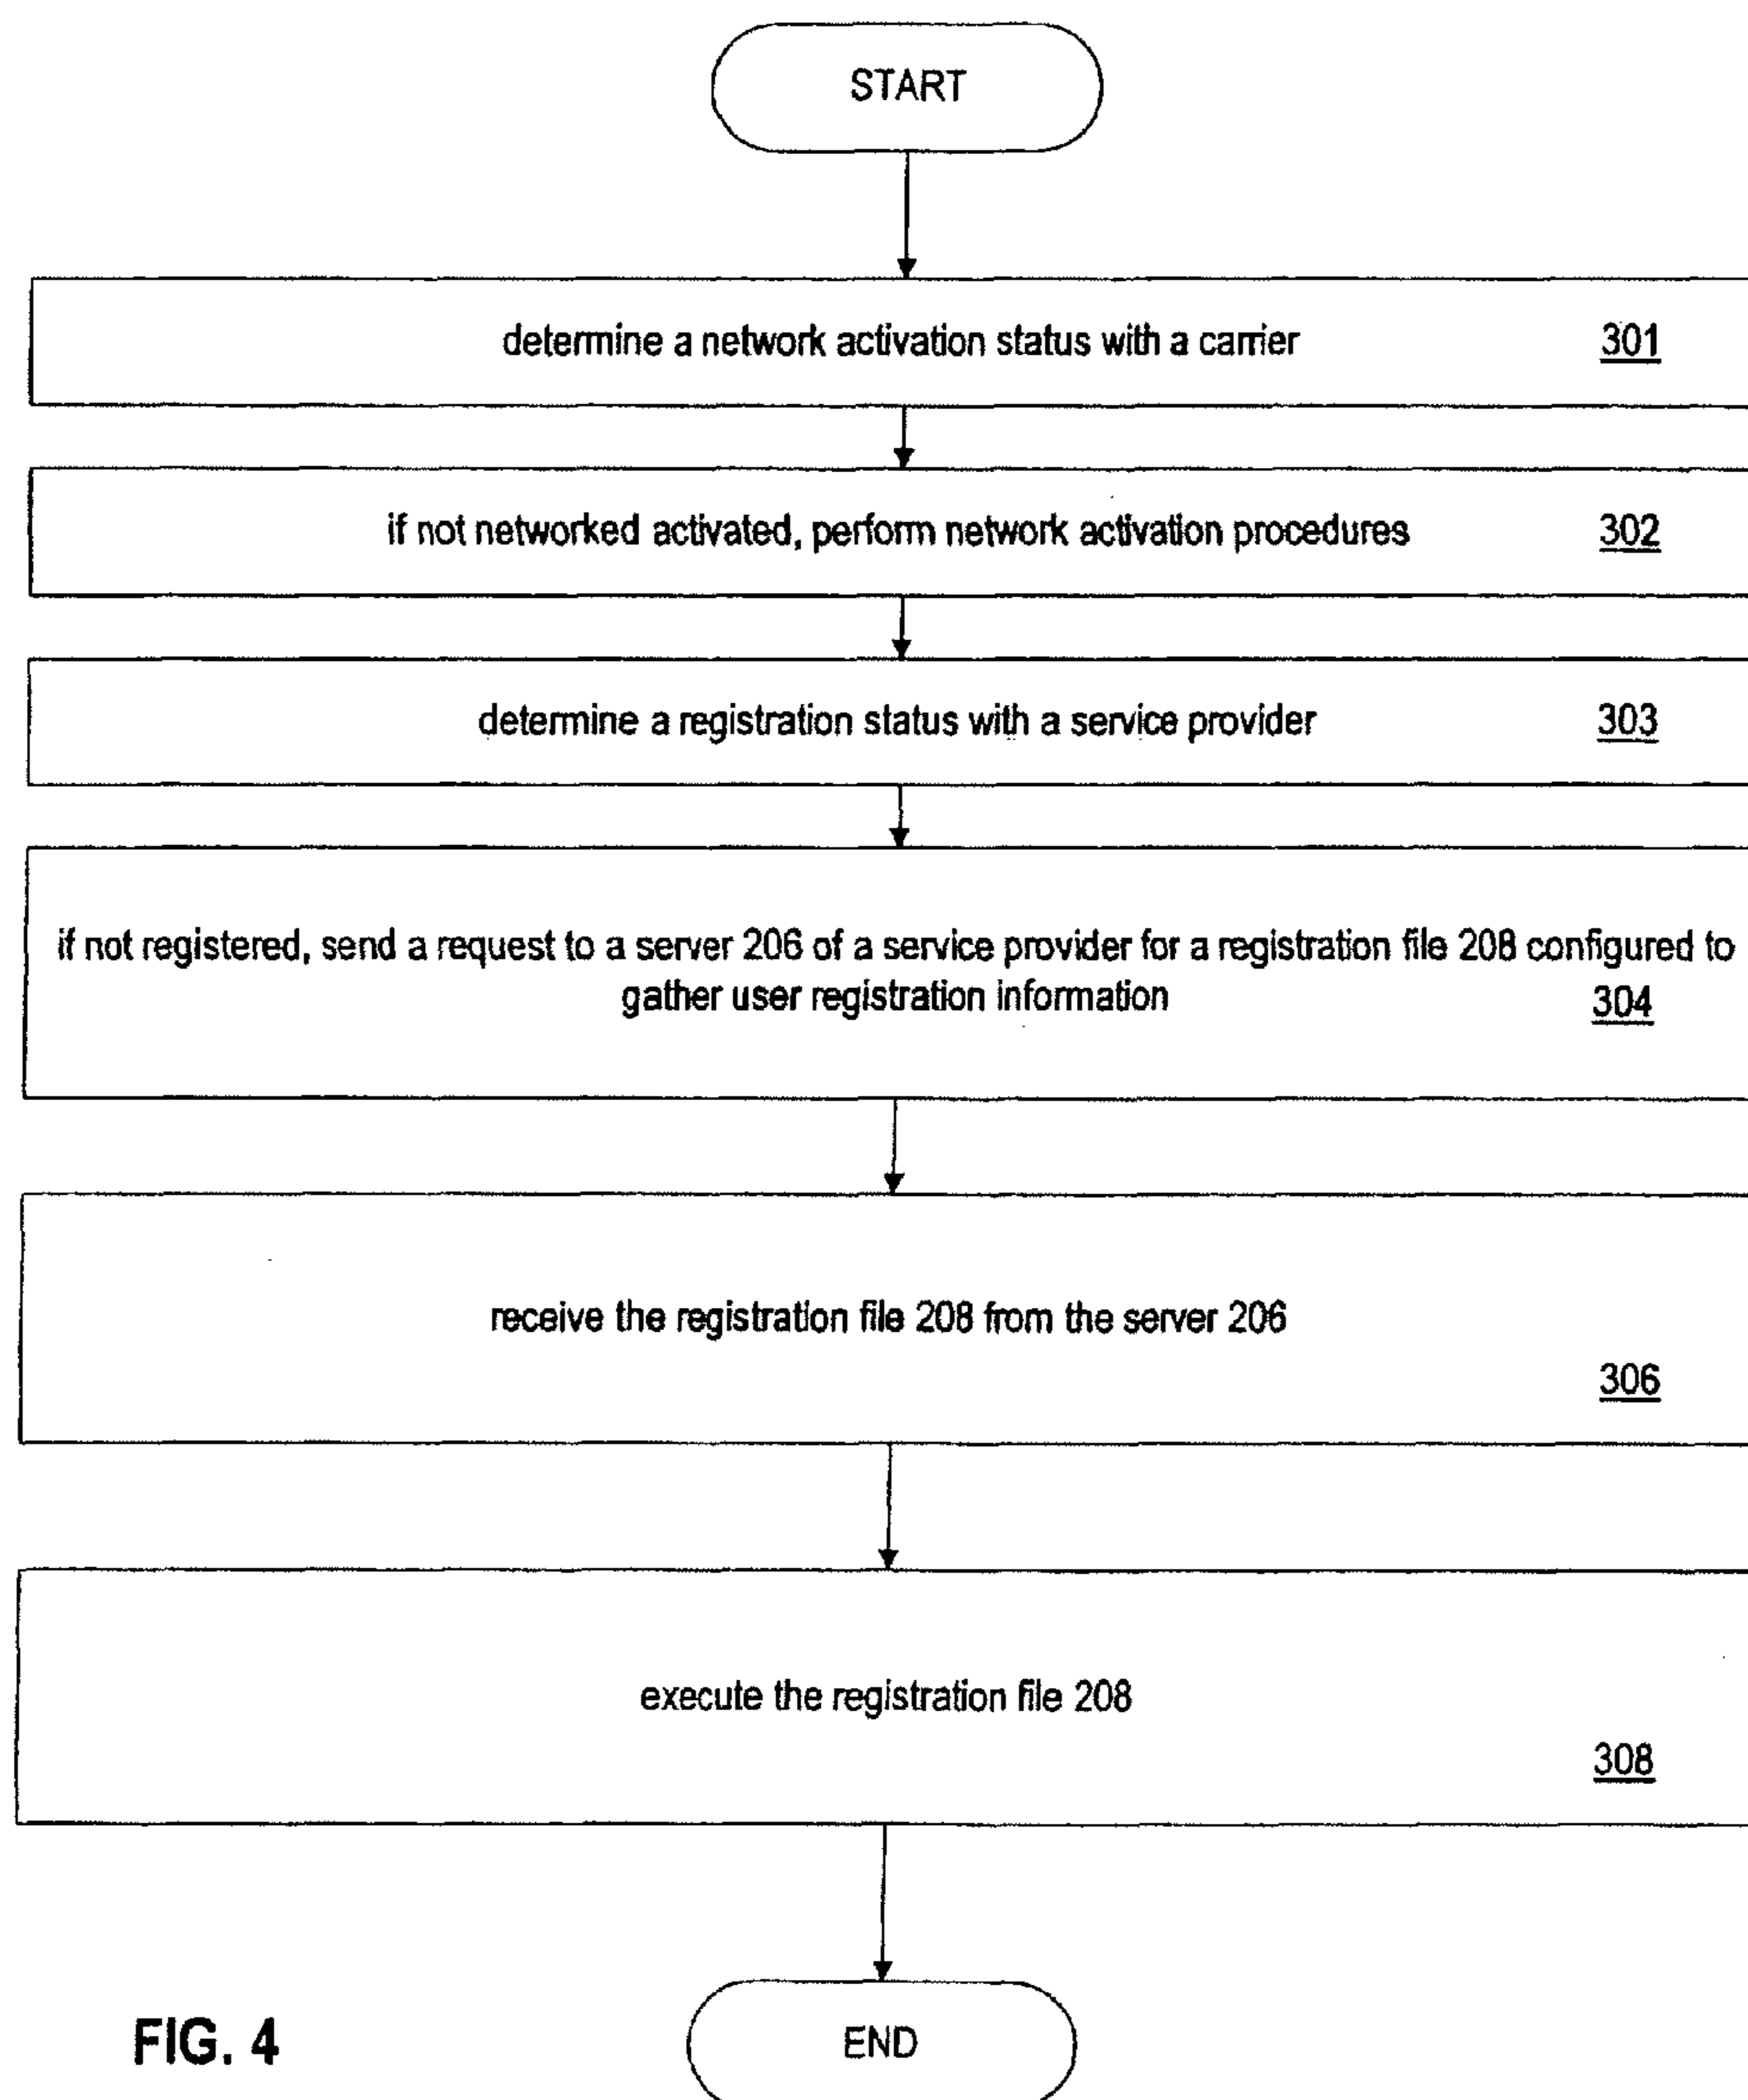 START
determine a network activation status with a carrier 301
if not networked activated, perform network activation procedures 302
determine a registration status with a service provider 303
if not registered, send a request to a server 206 of a service provider for a registration file 208 configured to
gather user registration information 304
receive the registration file 208 from the server 206
306
execute the registration file 208
308
END
FIG. 4